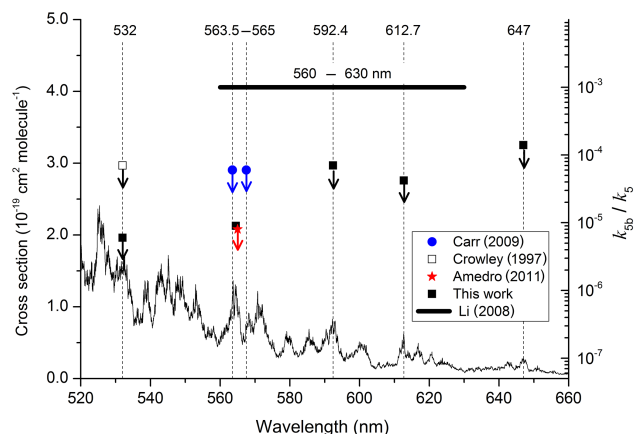 532
563.5 – 565
592.4
612.7
647
560 – 630 nm
5.0
4.0
3.0
2.0
1.0
0.0
Cross section (10⁻¹⁹ cm² molecule⁻¹)
10⁻³
10⁻⁴
10⁻⁵
10⁻⁶
10⁻⁷
k₅b / k₅
Carr (2009)
Crowley (1997)
Amedro (2011)
This work
Li (2008)
520 540 560 580 600 620 640 660
Wavelength (nm)